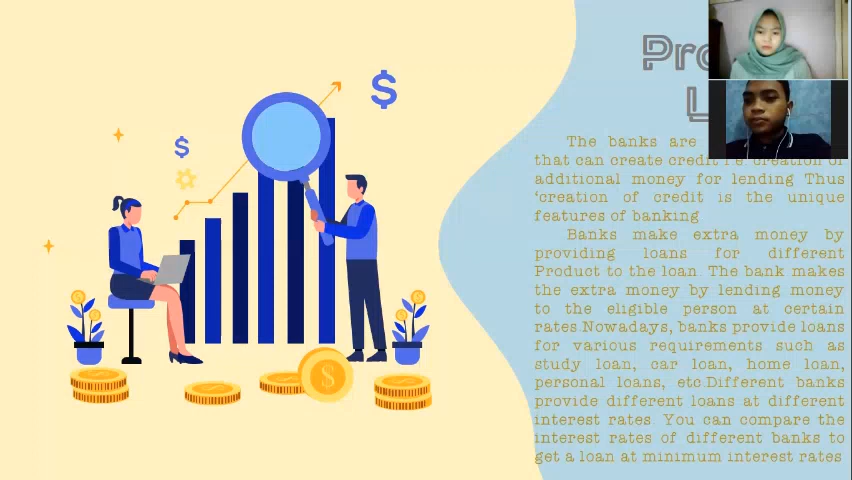 Pro
L
The banks are
that can create credit i e creation of
additional money for lending Thus
‘creation of credit is the unique
features of banking
Banks make extra money by
providing loans for different
Product to the loan. The bank makes
the extra money by lending money
to the eligible person at certain
rates Nowadays, banks provide loans
for various requirements such as
study loan, car loan, home loan,
personal loans, etc Different banks
provide different loans at different
interest rates You can compare the
interest rates of different banks to
get a loan at minimum interest rates